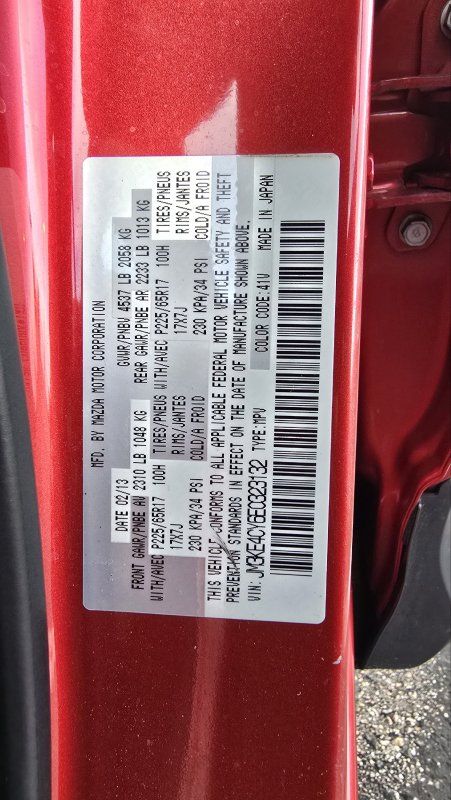 MFD. BY MAZDA MOTOR CORPORATION
DATE 02/13 GVWR/PNBV 4537 LB 2058 KG
FRONT GAWR/PNBE AV 2310 LB 1048 KG REAR GAWR/PNBE AR 2233 LB 1013 KG
WITH/AVEC P225/65R17 100H TIRES/PNEUS WITH/AVEC P225/65R17 100H TIRES/PNEUS
17X7J RIMS/JANTES 17X7J RIMS/JANTES
230 KPA/34 PSI COLD/A FROID 230 KPA/34 PSI COLD/A FROID
THIS VEHICLE CONFORMS TO ALL APPLICABLE FEDERAL MOTOR VEHICLE SAFETY AND THEFT
PREVENTION STANDARDS IN EFFECT ON THE DATE OF MANUFACTURE SHOWN ABOVE.
VIN: JM3KE4CY6E0323132 TYPE:MPV COLOR CODE:41V MADE IN JAPAN